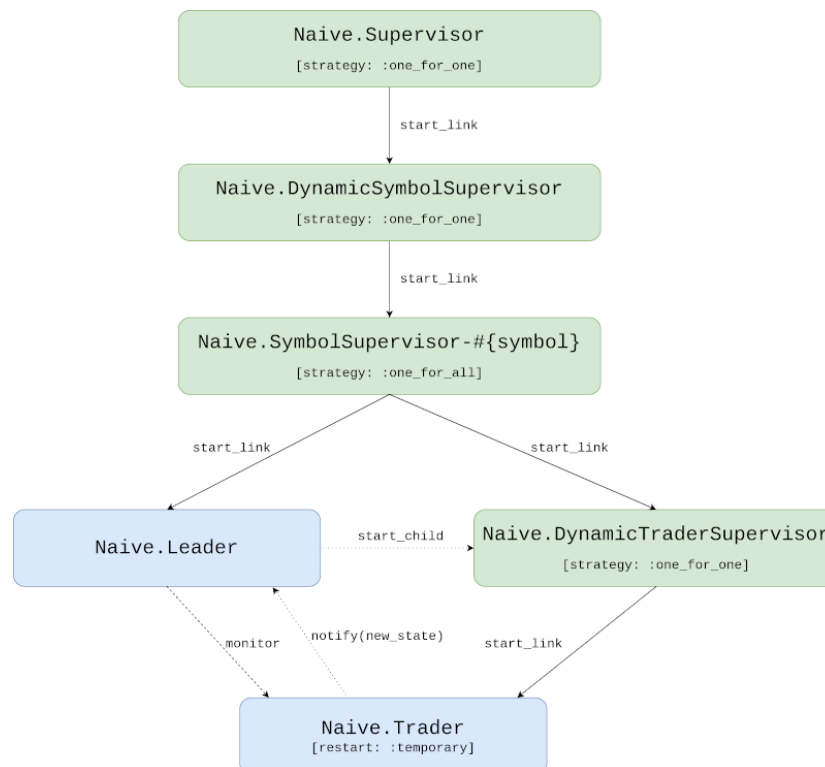 Naive.Supervisor
[strategy: :one_for_one]
start_link
Naive.DynamicSymbolSupervisor
[strategy: :one_for_one]
start_link
Naive.SymbolSupervisor-#{symbol}
[strategy: :one_for_all]
start_link
start_link
Naive.Leader
start_child
Naive.DynamicTraderSupervisor
[strategy: :one_for_one]
monitor
notify(new_state)
start_link
Naive.Trader
[restart: :temporary]